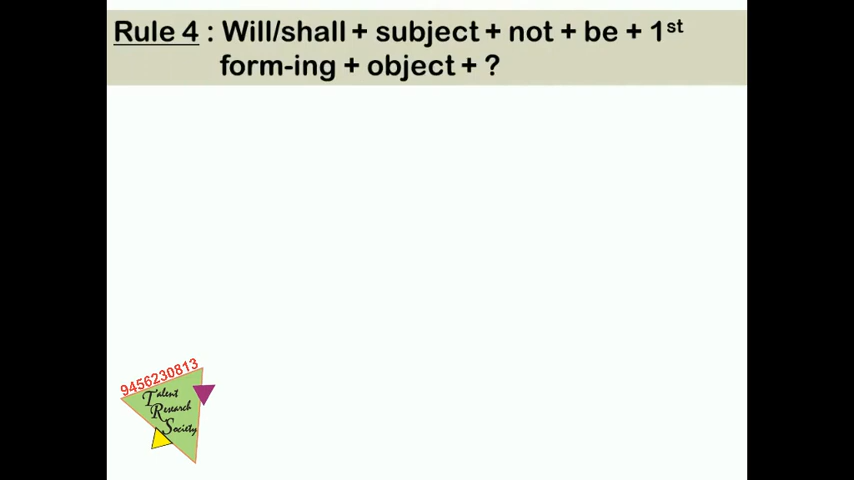 Rule 4 : Will/shall + subject + not + be + 1st
form-ing + object + ?
9456230813
Talent
Research
Society